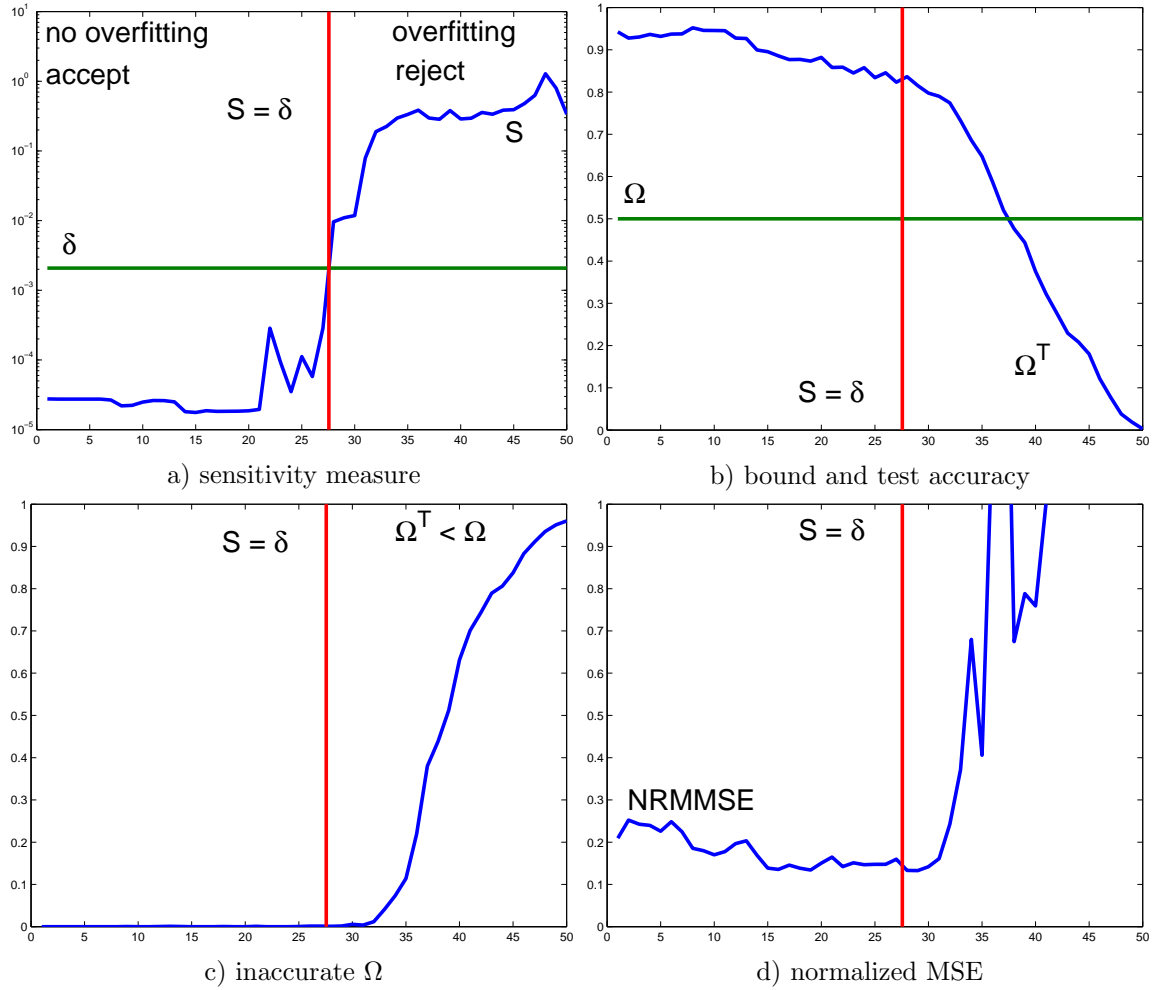 no overfitting
accept
overfitting
reject
S = δ
S
δ
10^1
10^0
10^-1
10^-2
10^-3
10^-4
10^-5
0 5 10 15 20 25 30 35 40 45 50
a) sensitivity measure
1
0.9
0.8
0.7
0.6
0.5
0.4
0.3
0.2
0.1
0
Ω
Ω^T
S = δ
0 5 10 15 20 25 30 35 40 45 50
b) bound and test accuracy
1
0.9
0.8
0.7
0.6
0.5
0.4
0.3
0.2
0.1
0
S = δ
Ω^T < Ω
0 5 10 15 20 25 30 35 40 45 50
c) inaccurate Ω
1
0.9
0.8
0.7
0.6
0.5
0.4
0.3
0.2
0.1
0
S = δ
NRMMSE
0 5 10 15 20 25 30 35 40 45 50
d) normalized MSE